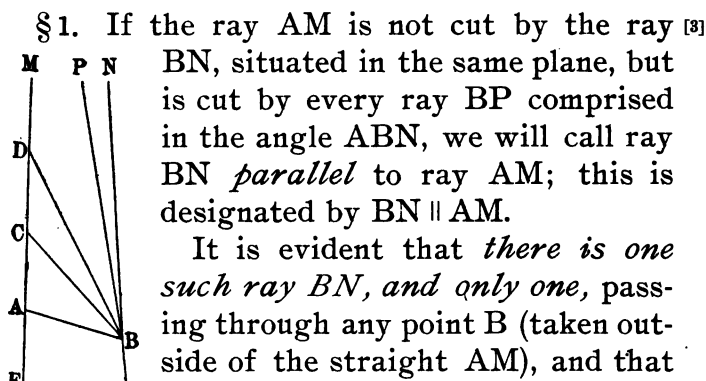 §1. If the ray AM is not cut by the ray [3]
M P N BN, situated in the same plane, but
is cut by every ray BP comprised
D in the angle ABN, we will call ray
BN parallel to ray AM; this is
designated by BN ∥ AM.
C It is evident that there is one
such ray BN, and only one, pass-
A ing through any point B (taken out-
B side of the straight AM), and that
E